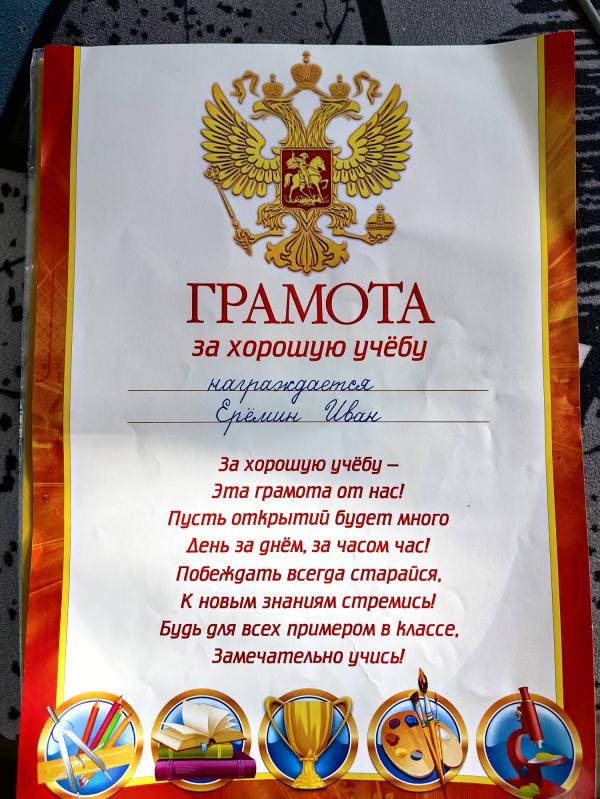 ГРАМОТА
за хорошую учёбу
награждается
Ерёмин Иван
За хорошую учёбу –
Эта грамота от нас!
Пусть открытий будет много
День за днём, за часом час!
Побеждать всегда старайся,
К новым знаниям стремись!
Будь для всех примером в классе,
Замечательно учись!